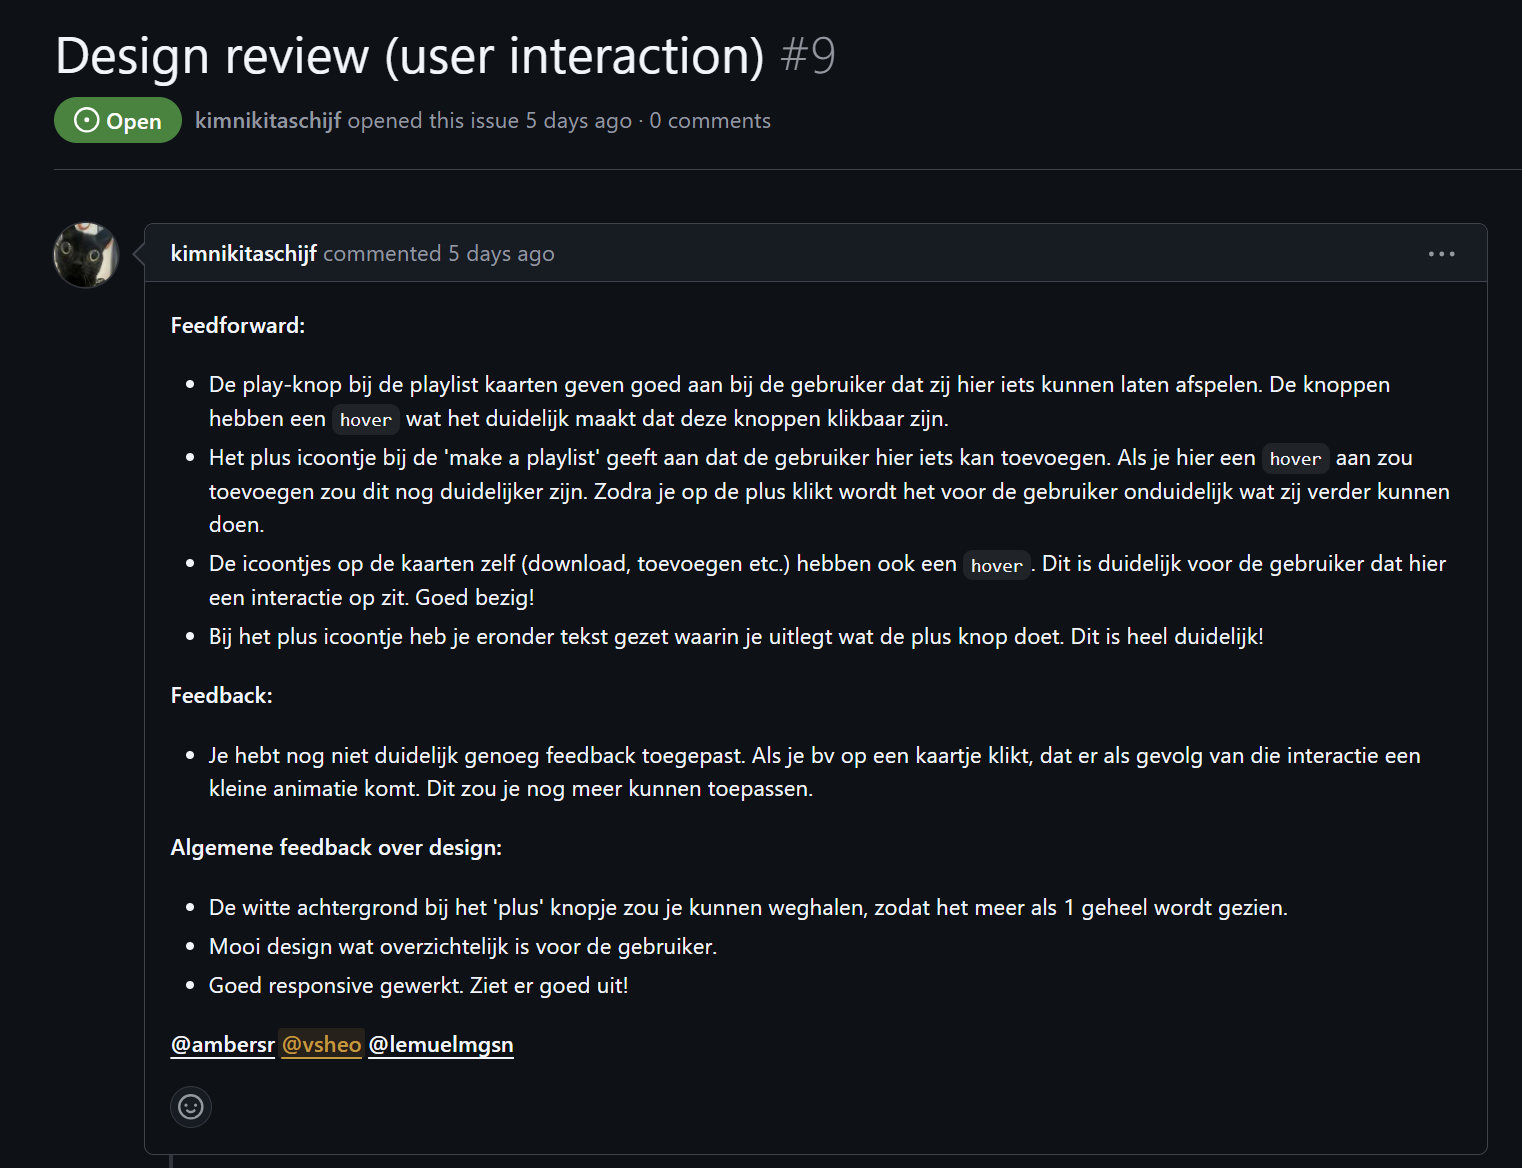 Design review (user interaction) #9
Open kimnikitaschijf opened this issue 5 days ago · 0 comments
kimnikitaschijf commented 5 days ago
Feedforward:
De play-knop bij de playlist kaarten geven goed aan bij de gebruiker dat zij hier iets kunnen laten afspelen. De knoppen
hebben een hover wat het duidelijk maakt dat deze knoppen klikbaar zijn.
Het plus icoontje bij de 'make a playlist' geeft aan dat de gebruiker hier iets kan toevoegen. Als je hier een hover aan zou
toevoegen zou dit nog duidelijker zijn. Zodra je op de plus klikt wordt het voor de gebruiker onduidelijk wat zij verder kunnen
doen.
De icoontjes op de kaarten zelf (download, toevoegen etc.) hebben ook een hover. Dit is duidelijk voor de gebruiker dat hier
een interactie op zit. Goed bezig!
Bij het plus icoontje heb je eronder tekst gezet waarin je uitlegt wat de plus knop doet. Dit is heel duidelijk!
Feedback:
Je hebt nog niet duidelijk genoeg feedback toegepast. Als je bv op een kaartje klikt, dat er als gevolg van die interactie een
kleine animatie komt. Dit zou je nog meer kunnen toepassen.
Algemene feedback over design:
De witte achtergrond bij het 'plus' knopje zou je kunnen weghalen, zodat het meer als 1 geheel wordt gezien.
Mooi design wat overzichtelijk is voor de gebruiker.
Goed responsive gewerkt. Ziet er goed uit!
@ambersr @vsheo @lemuelmgsn